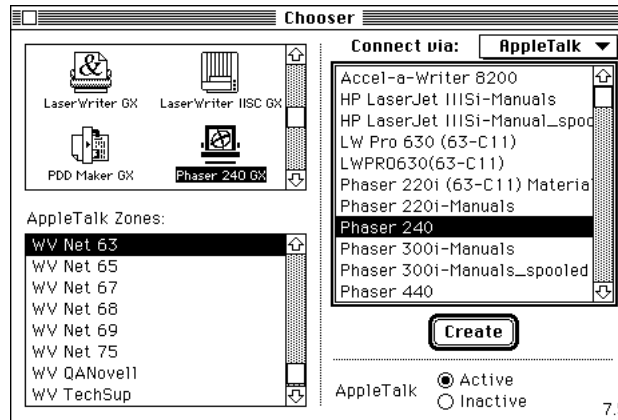 Chooser
LaserWriter GX
LaserWriter IISC GX
PDD Maker GX
Phaser 240 GX
AppleTalk Zones:
WV Net 63
WV Net 65
WV Net 67
WV Net 68
WV Net 69
WV Net 75
WV QANovell
WV TechSup
Connect via:
AppleTalk
Accel-a-Writer 8200
HP LaserJet IIISi-Manuals
HP LaserJet IIISi-Manual_spoo
LW Pro 630 (63-C11)
LWPRO630(63-C11)
Phaser 220i (63-C11) Materia
Phaser 220i-Manuals
Phaser 240
Phaser 300i-Manuals
Phaser 300i-Manuals_spooled
Phaser 440
Create
AppleTalk
Active
Inactive
7.